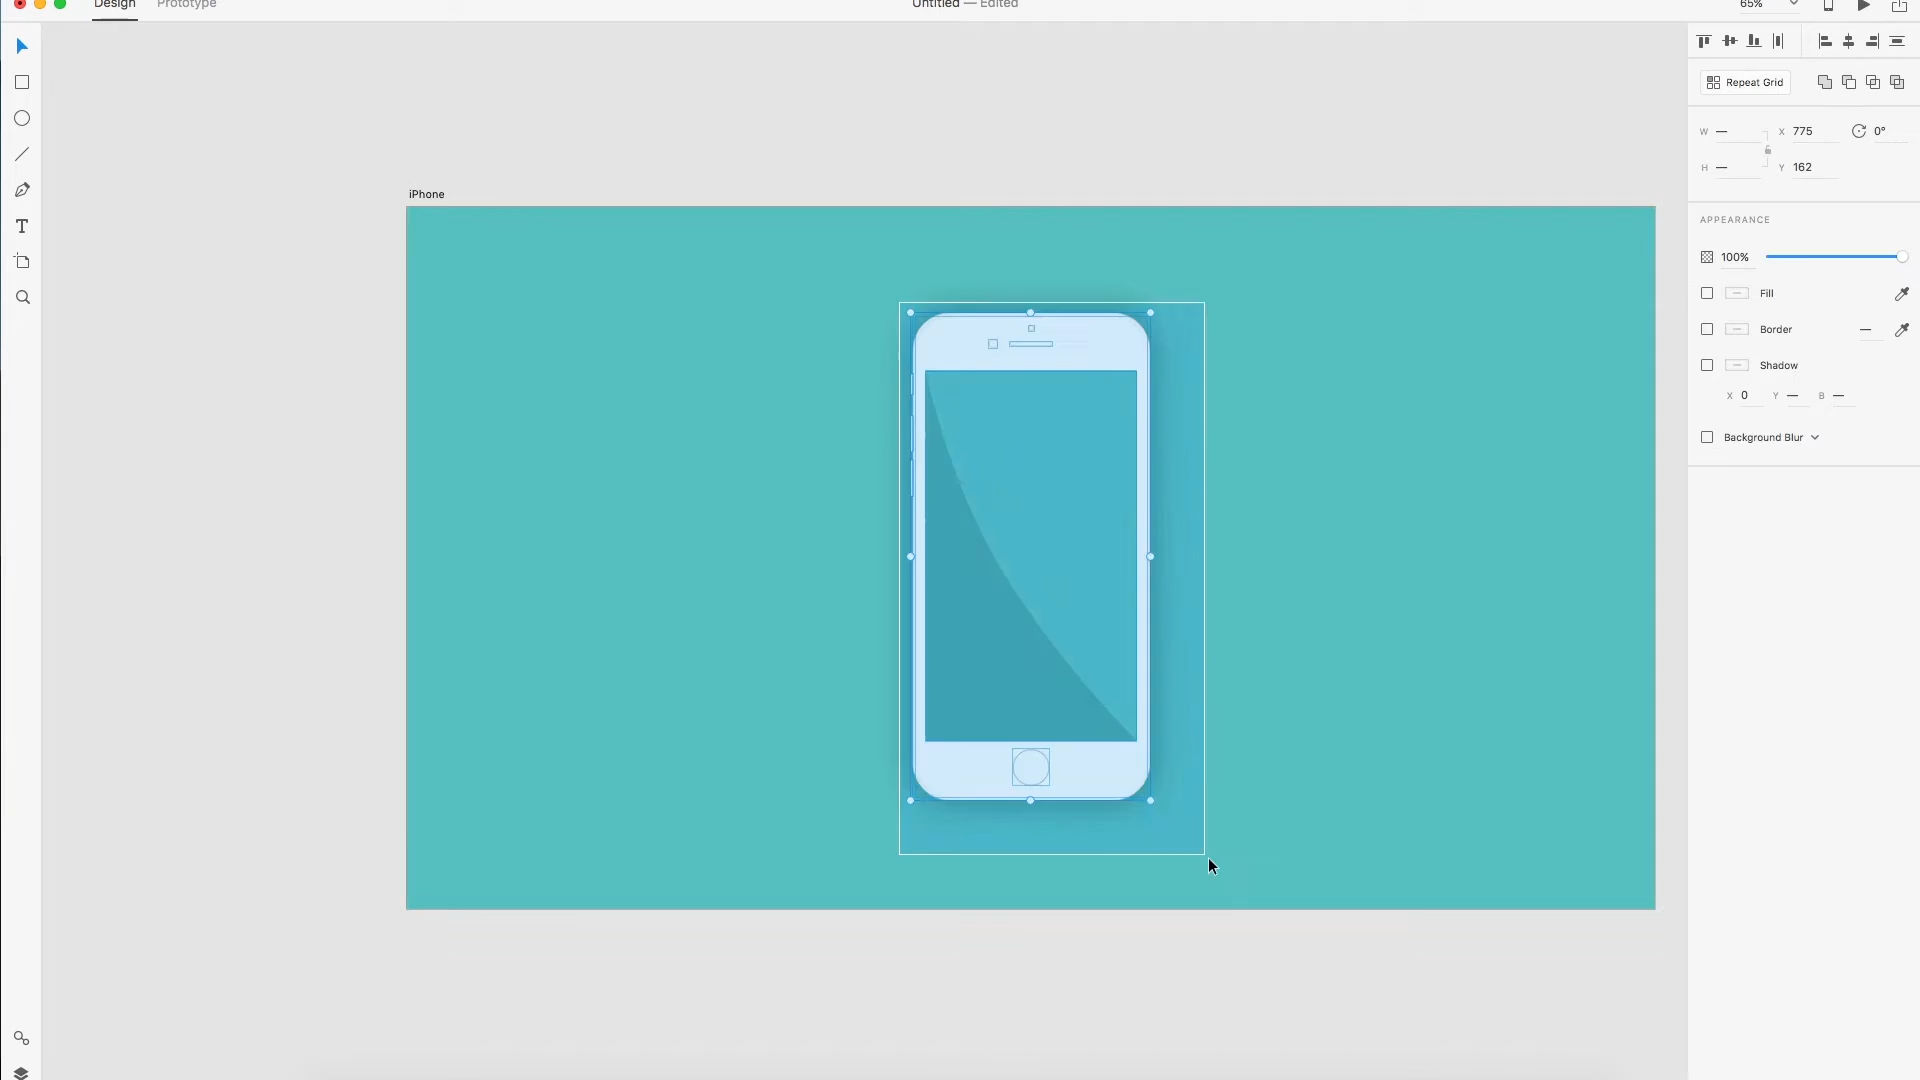 Design Prototype Untitled — Edited 65%
Repeat Grid
W — X 775 0°
H — Y 162
iPhone
APPEARANCE
100%
Fill
Border —
Shadow
X 0 Y — B —
Background Blur
T